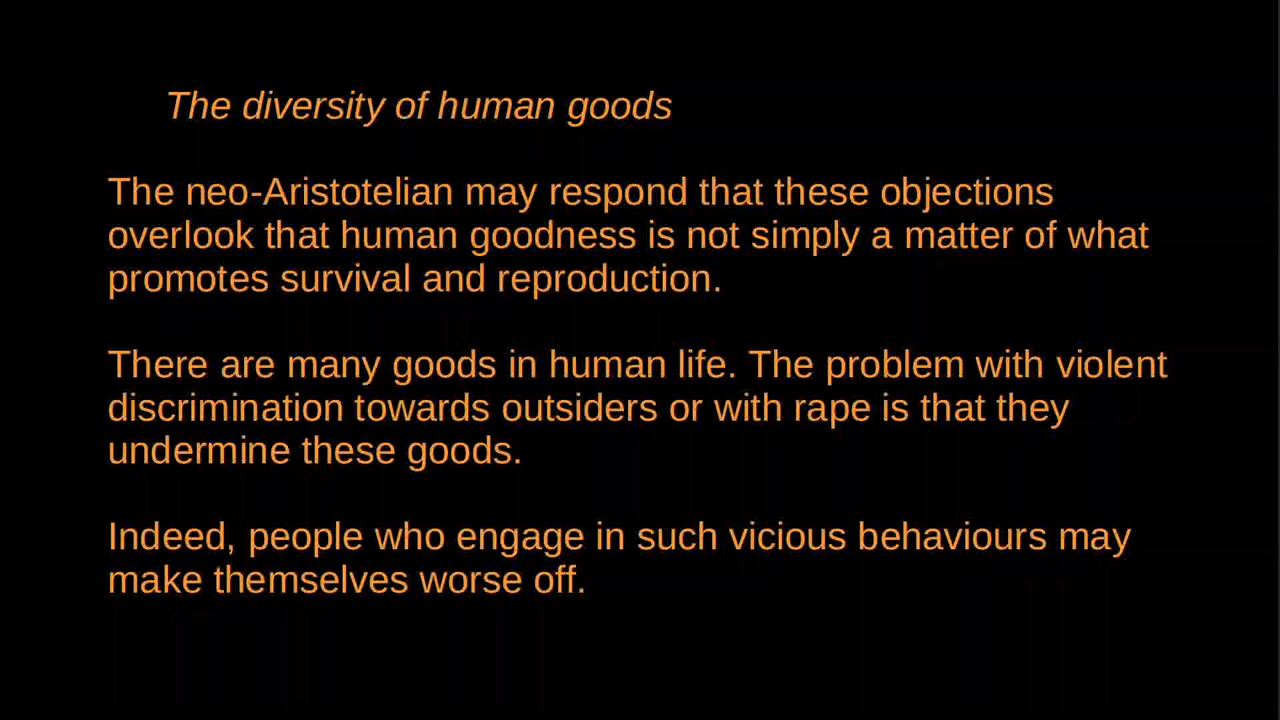 The diversity of human goods
The neo-Aristotelian may respond that these objections
overlook that human goodness is not simply a matter of what
promotes survival and reproduction.
There are many goods in human life. The problem with violent
discrimination towards outsiders or with rape is that they
undermine these goods.
Indeed, people who engage in such vicious behaviours may
make themselves worse off.